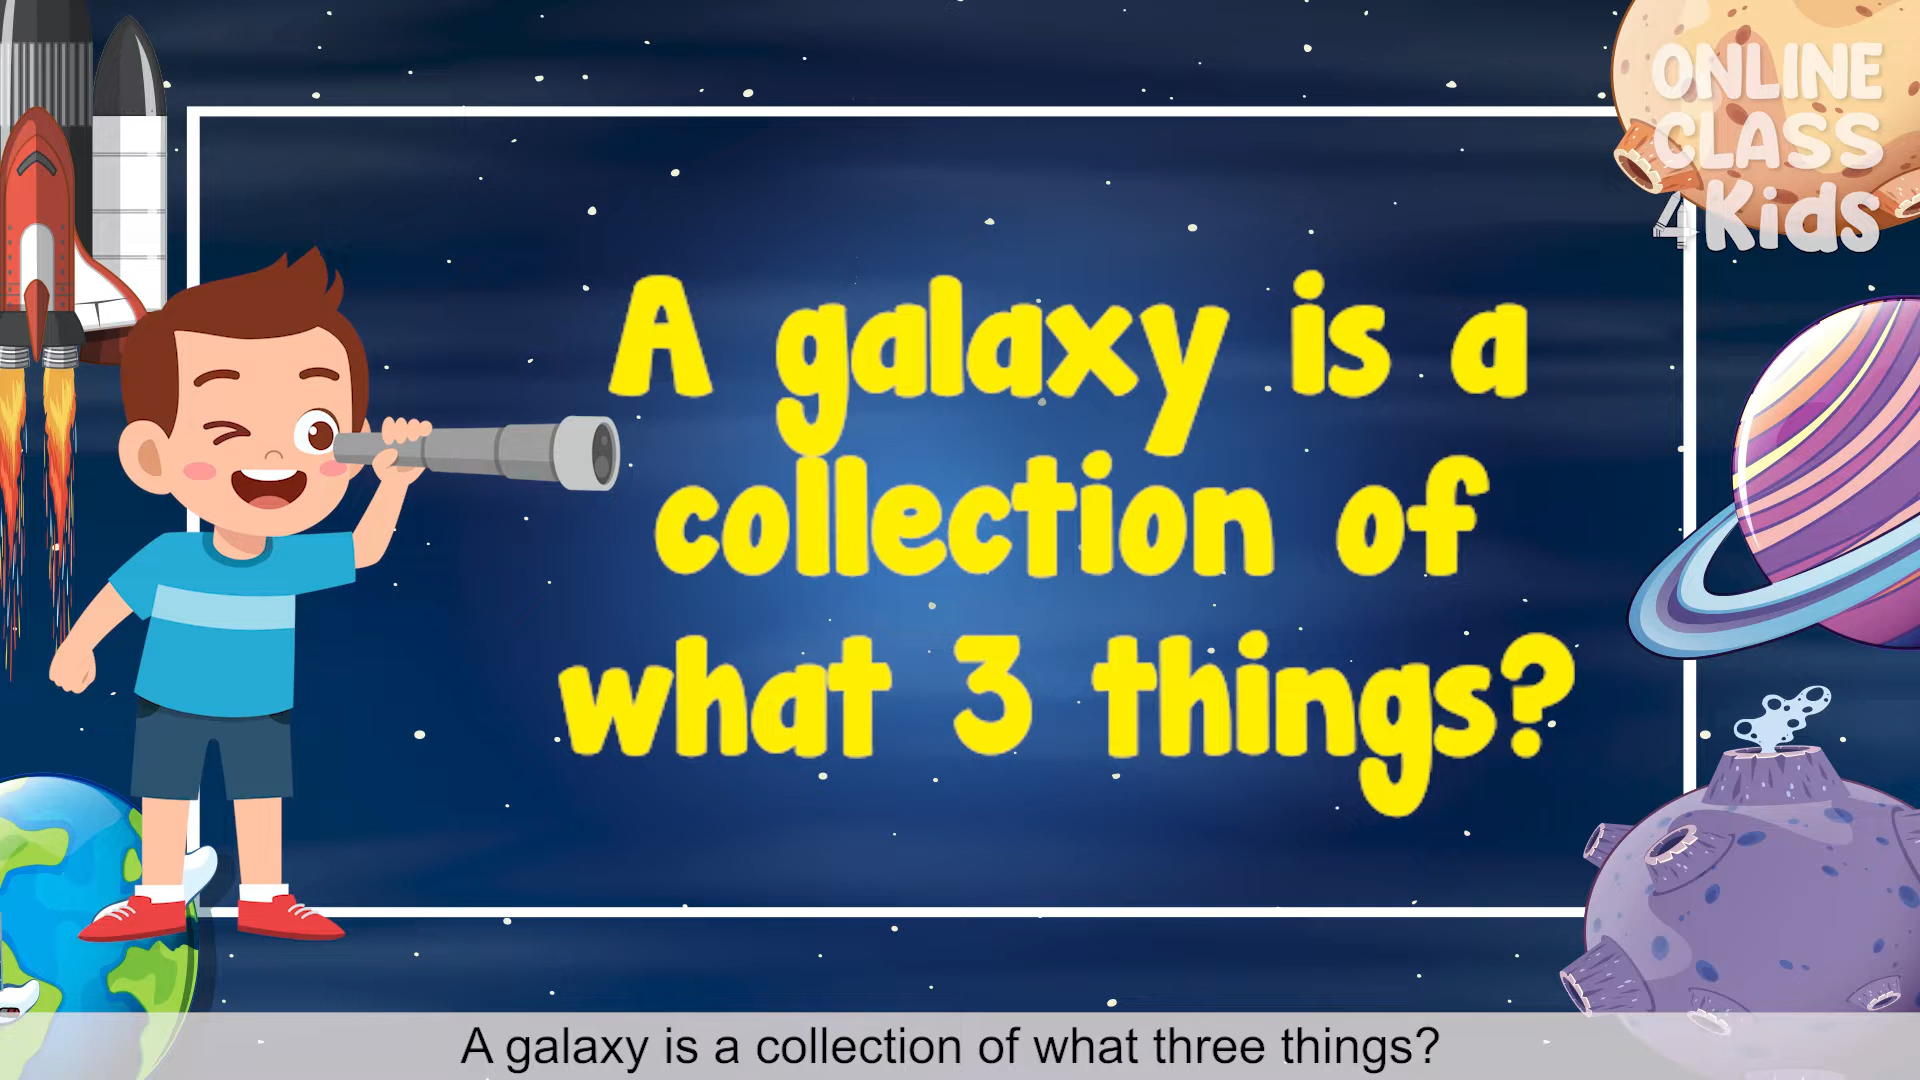 ONLINE
CLASS
4Kids
A galaxy is a
collection of
what 3 things?
A galaxy is a collection of what three things?